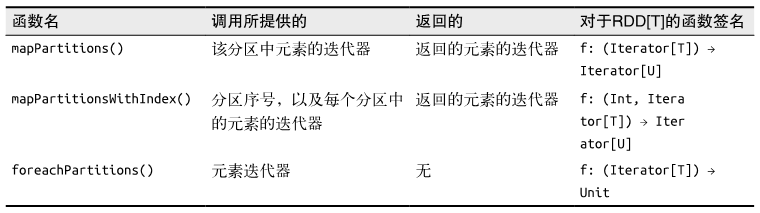 函数名 调用所提供的 返回的 对于RDD[T]的函数签名
mapPartitions() 该分区中元素的迭代器 返回的元素的迭代器 f: (Iterator[T]) →
Iterator[U]
mapPartitionsWithIndex() 分区序号，以及每个分区中 返回的元素的迭代器 f: (Int, Itera
的元素的迭代器 tor[T]) → Iter
ator[U]
foreachPartitions() 元素迭代器 无 f: (Iterator[T]) →
Unit